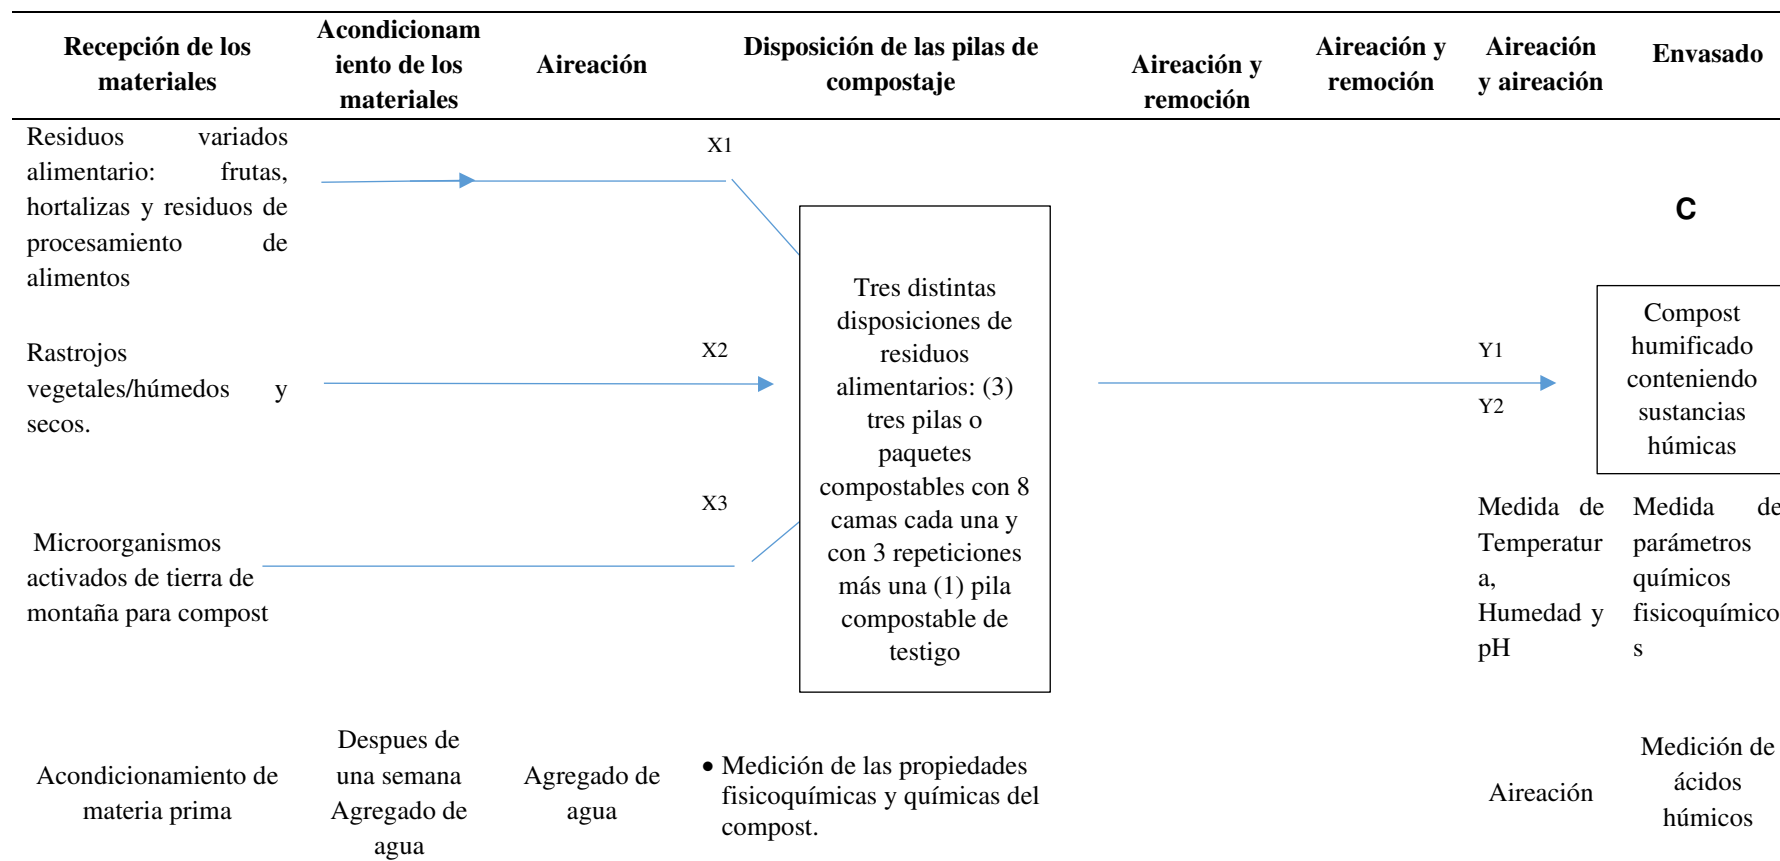 Recepción de los
materiales
Acondicionam
iento de los
materiales
Aireación
Disposición de las pilas de
compostaje
Aireación y
remoción
Aireación y
remoción
Aireación
y aireación
Envasado
Residuos variados
alimentario: frutas,
hortalizas y residuos de
procesamiento de
alimentos
X1
Rastrojos
vegetales/húmedos y
secos.
X2
Microorganismos
activados de tierra de
montaña para compost
X3
Tres distintas
disposiciones de
residuos
alimentarios: (3)
tres pilas o
paquetes
compostables con 8
camas cada una y
con 3 repeticiones
más una (1) pila
compostable de
testigo
Y1
Y2
C
Compost
humificado
conteniendo
sustancias
húmicas
Medida de
Temperatur
a,
Humedad y
pH
Medida de
parámetros
químicos
fisicoquímico
s
Acondicionamiento de
materia prima
Despues de
una semana
Agregado de
agua
Agregado de
agua
• Medición de las propiedades
fisicoquímicas y químicas del
compost.
Aireación
Medición de
ácidos
húmicos